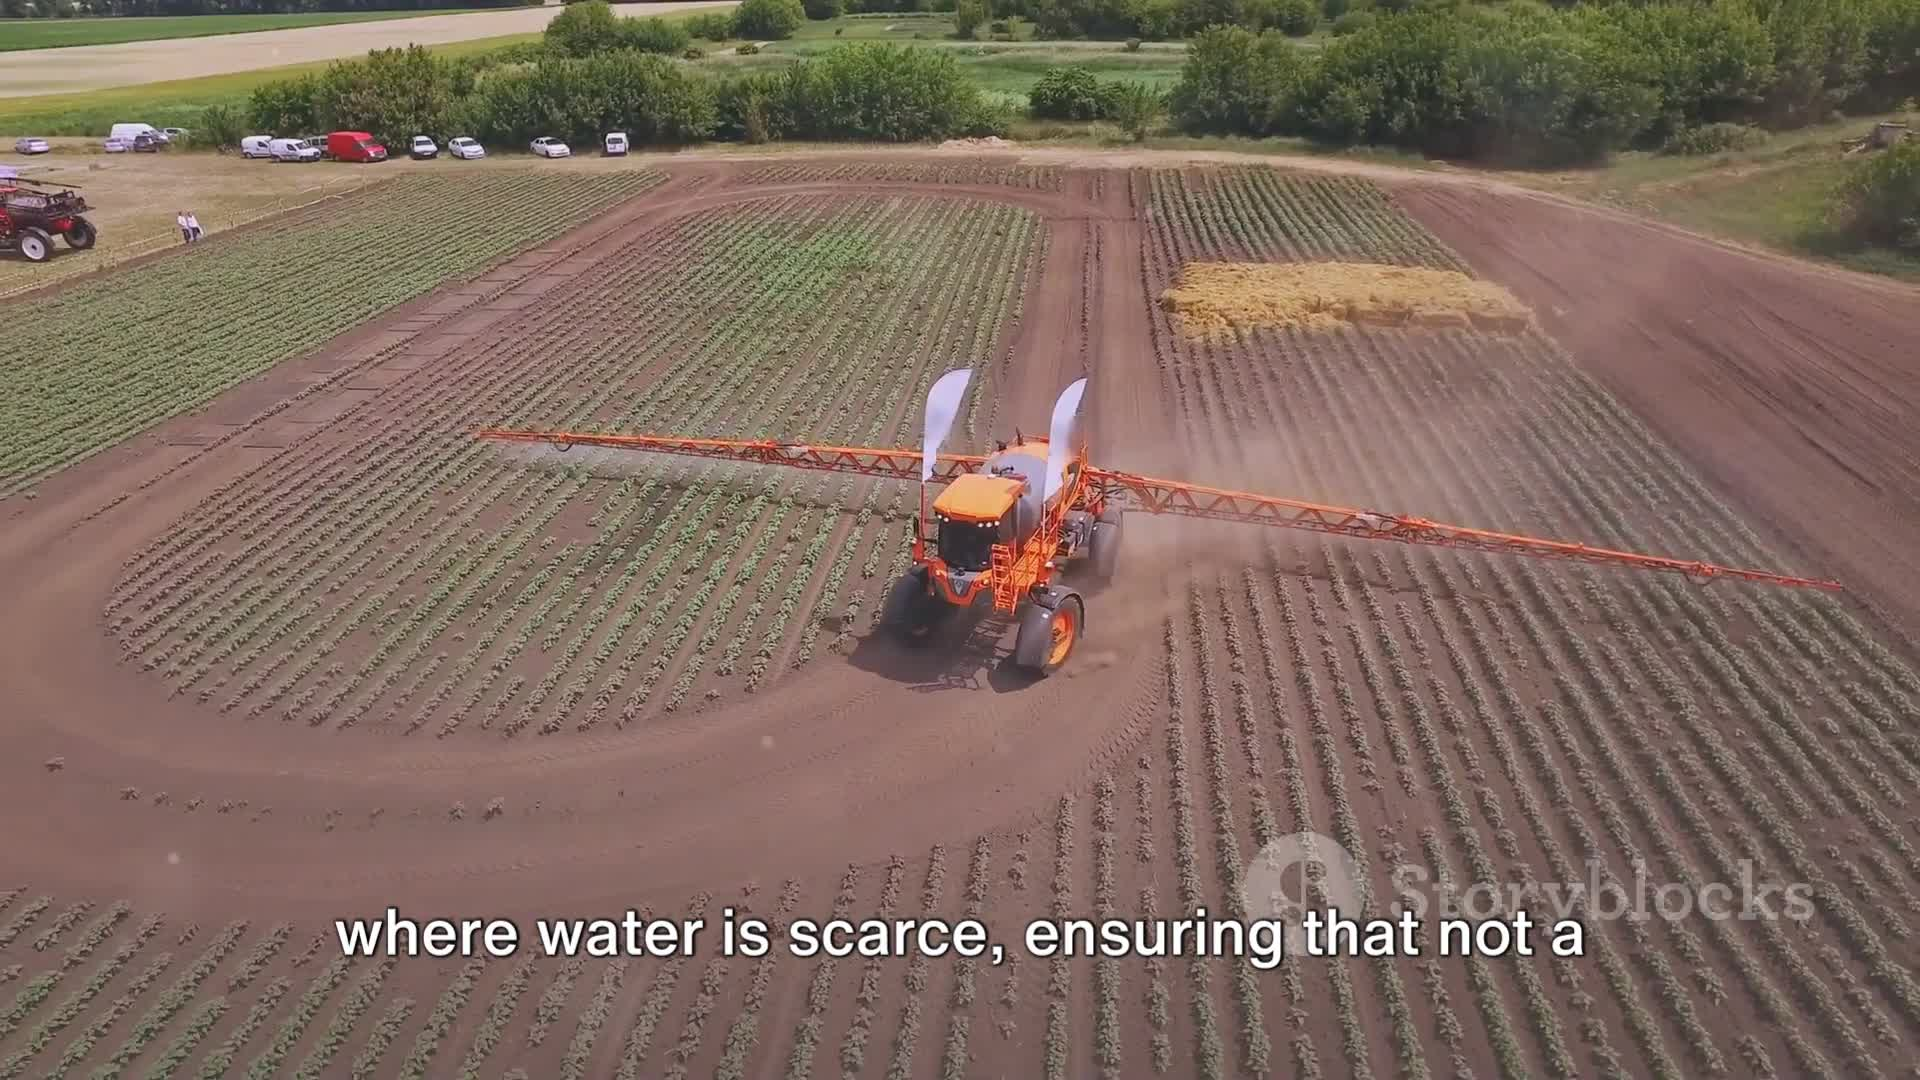 Storyblocks
where water is scarce, ensuring that not a